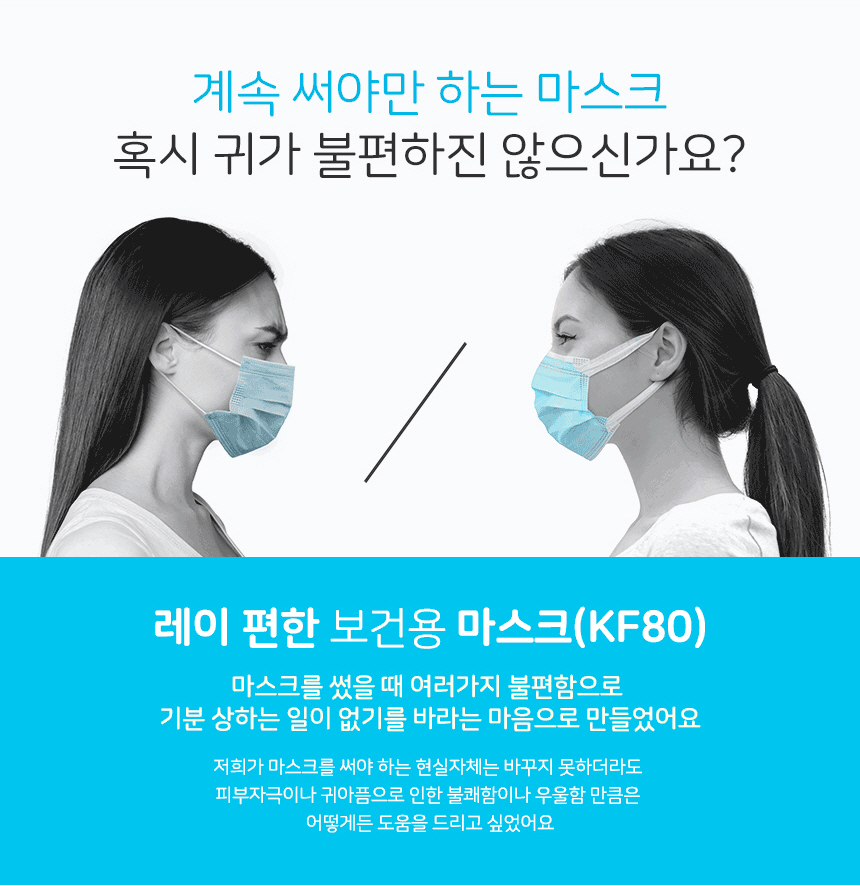 계속 써야만 하는 마스크
혹시 귀가 불편하진 않으신가요?
레이 편한 보건용 마스크(KF80)
마스크를 썼을 때 여러가지 불편함으로
기분 상하는 일이 없기를 바라는 마음으로 만들었어요
저희가 마스크를 써야 하는 현실자체는 바꾸지 못하더라도
피부자극이나 귀아픔으로 인한 불쾌함이나 우울함 만큼은
어떻게든 도움을 드리고 싶었어요